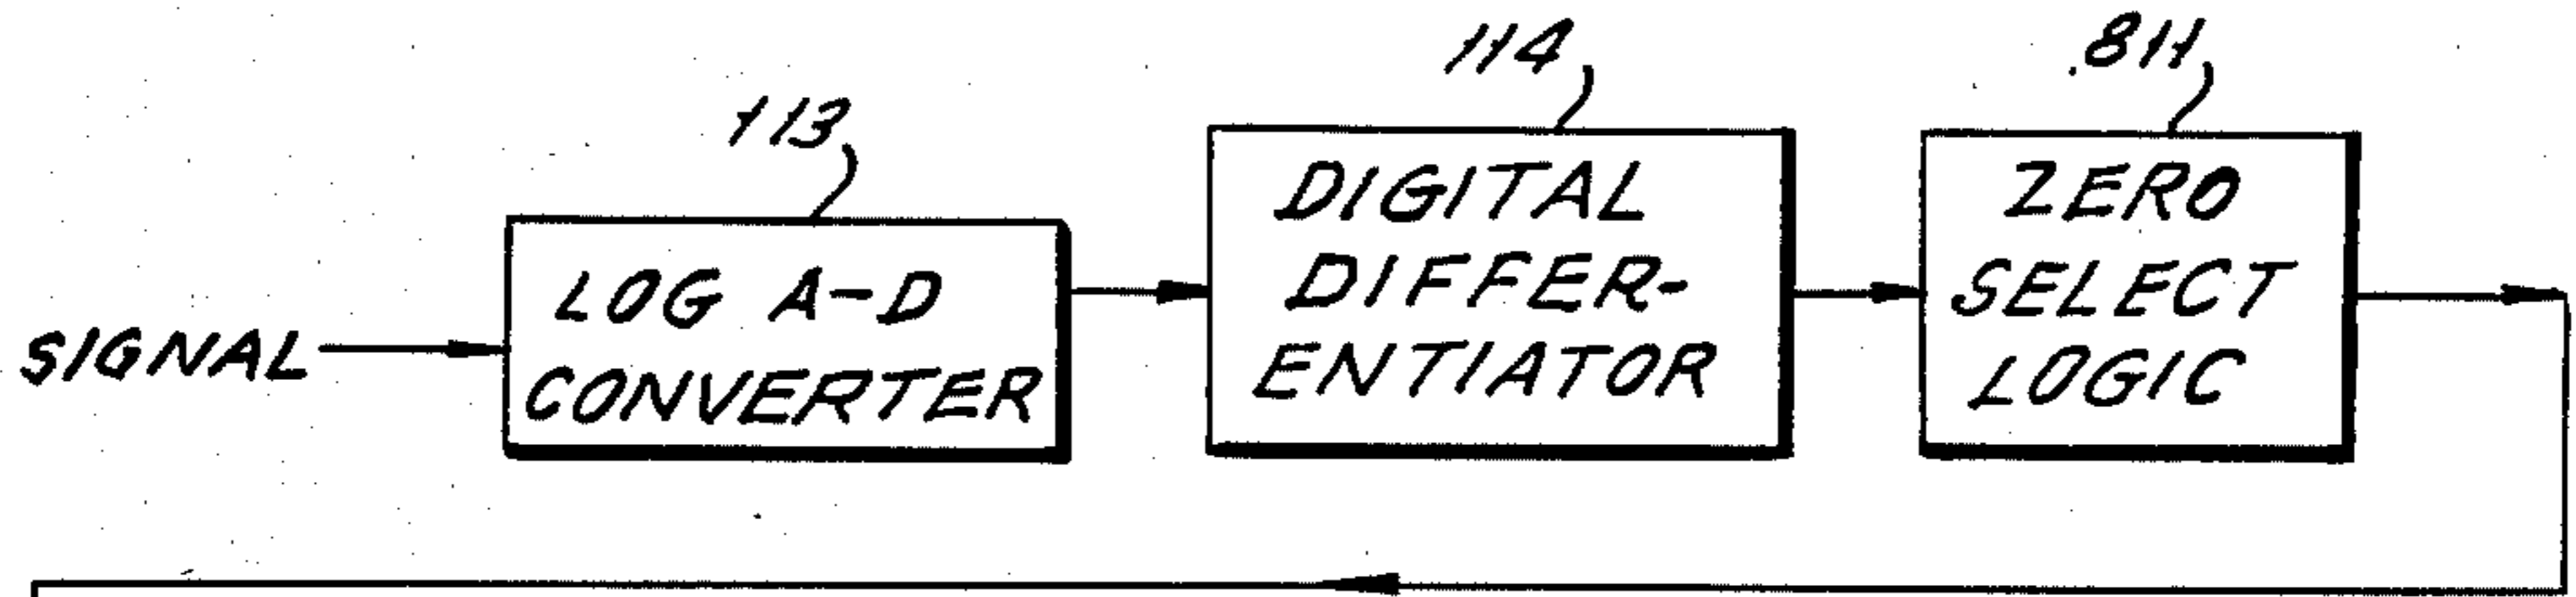 113
114
811
SIGNAL
LOG A-D
CONVERTER
DIGITAL
DIFFER-
ENTIATOR
ZERO
SELECT
LOGIC